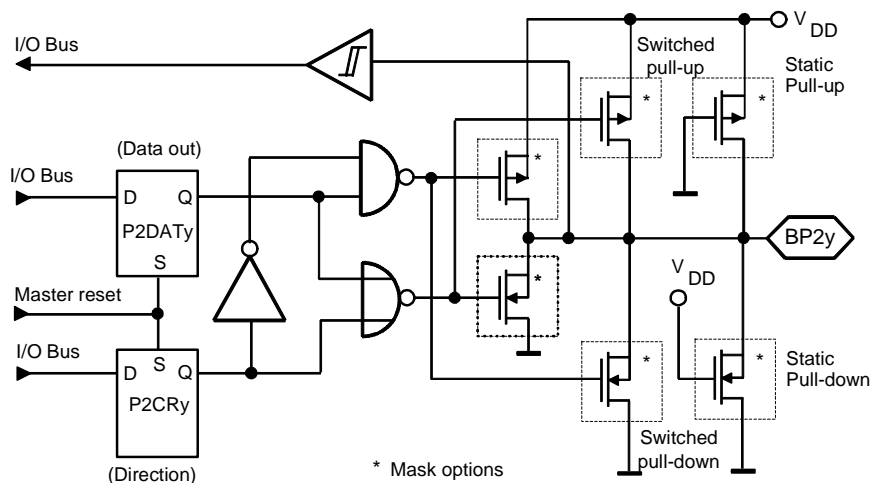 I/O Bus
V DD
Switched
pull-up
*
Static
Pull-up
*
(Data out)
I/O Bus
D Q
P2DATy
S
*
BP2y
Master reset
*
V DD
I/O Bus
S
D Q
P2CRy
*
*
Static
Pull-down
Switched
pull-down
(Direction)
* Mask options